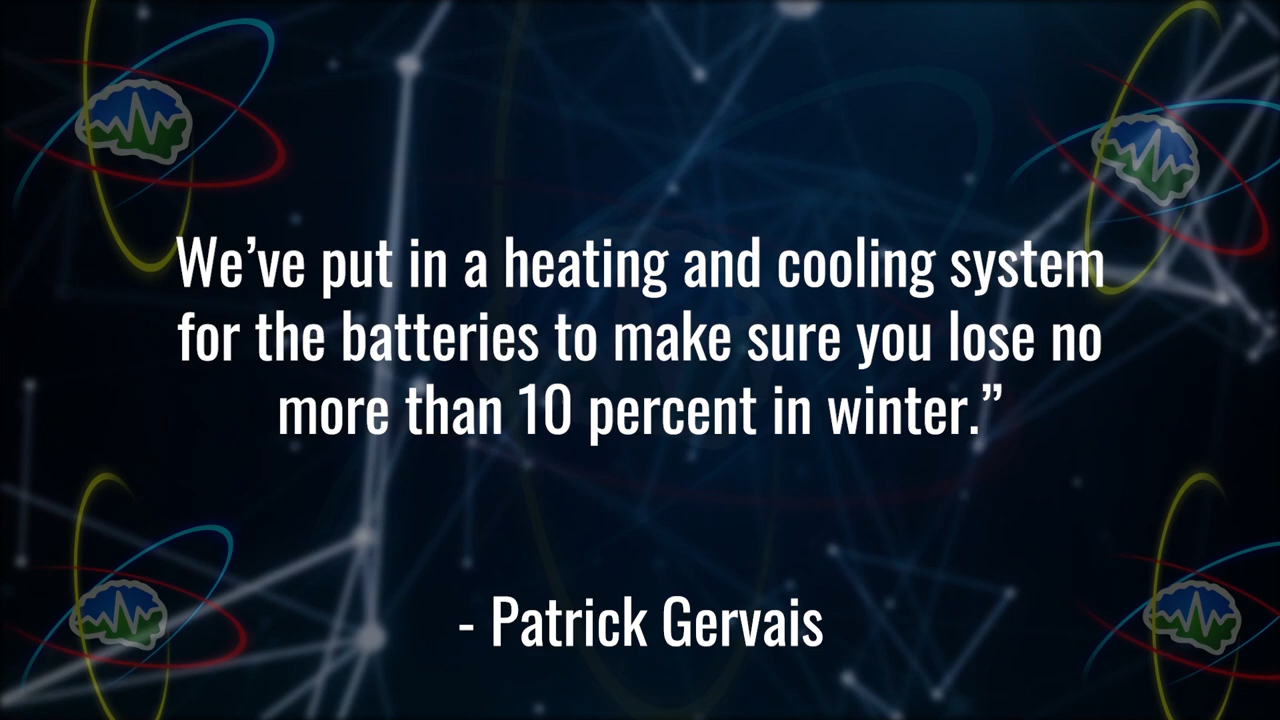 We’ve put in a heating and cooling system
for the batteries to make sure you lose no
more than 10 percent in winter.”
- Patrick Gervais